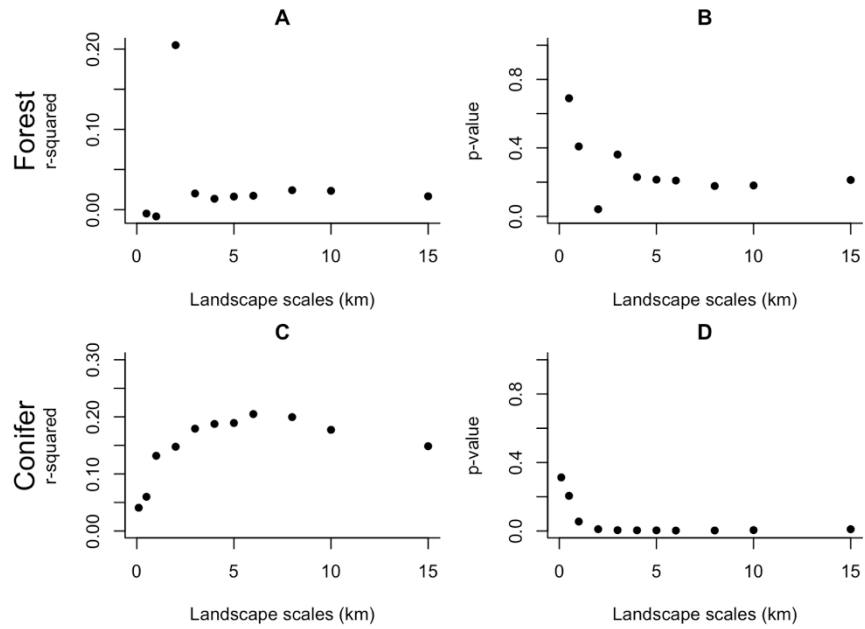 A
Forest
r-squared
0.20
0.10
0.00
0
5
10
15
Landscape scales (km)
B
p-value
0.8
0.4
0.0
0
5
10
15
Landscape scales (km)
C
Conifer
r-squared
0.30
0.20
0.10
0.00
0
5
10
15
Landscape scales (km)
D
p-value
0.8
0.4
0.0
0
5
10
15
Landscape scales (km)